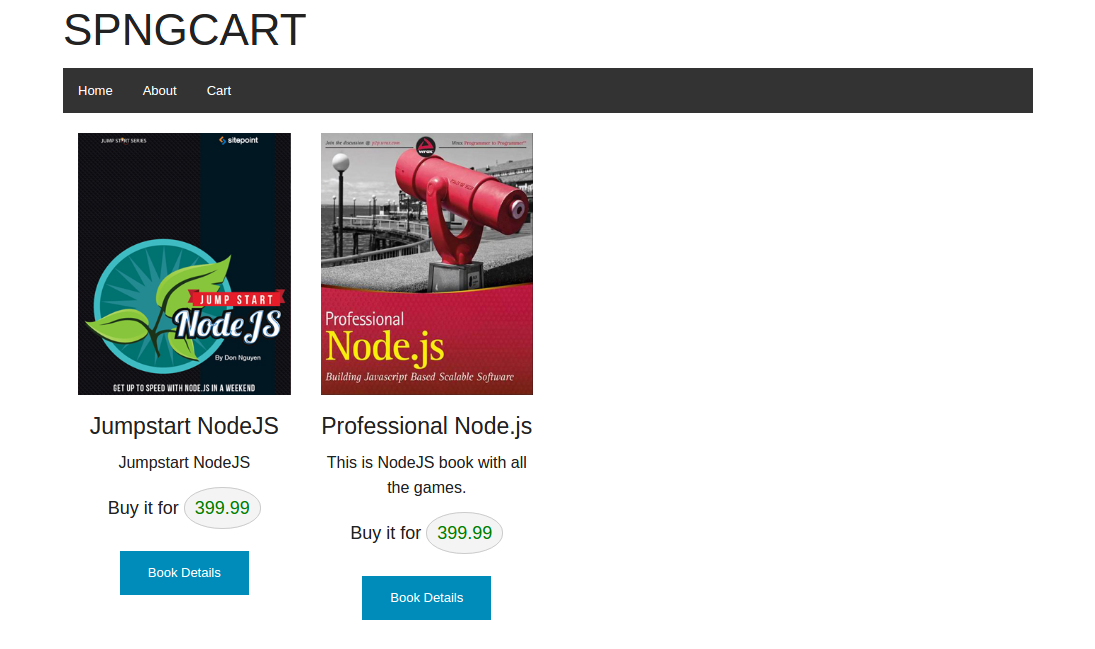 SPNGCART
Home About Cart
JUMP START SERIES
sitepoint
JUMP START
Node JS
By Don Nguyen
GET UP TO SPEED WITH NODE.JS IN A WEEKEND
Join the discussion @ p2p.wrox.com
Wrox Programmer to Programmer™
wrox
Professional
Node.js
Building Javascript Based Scalable Software
Jumpstart NodeJS
Jumpstart NodeJS
Buy it for 399.99
Book Details
Professional Node.js
This is NodeJS book with all
the games.
Buy it for 399.99
Book Details